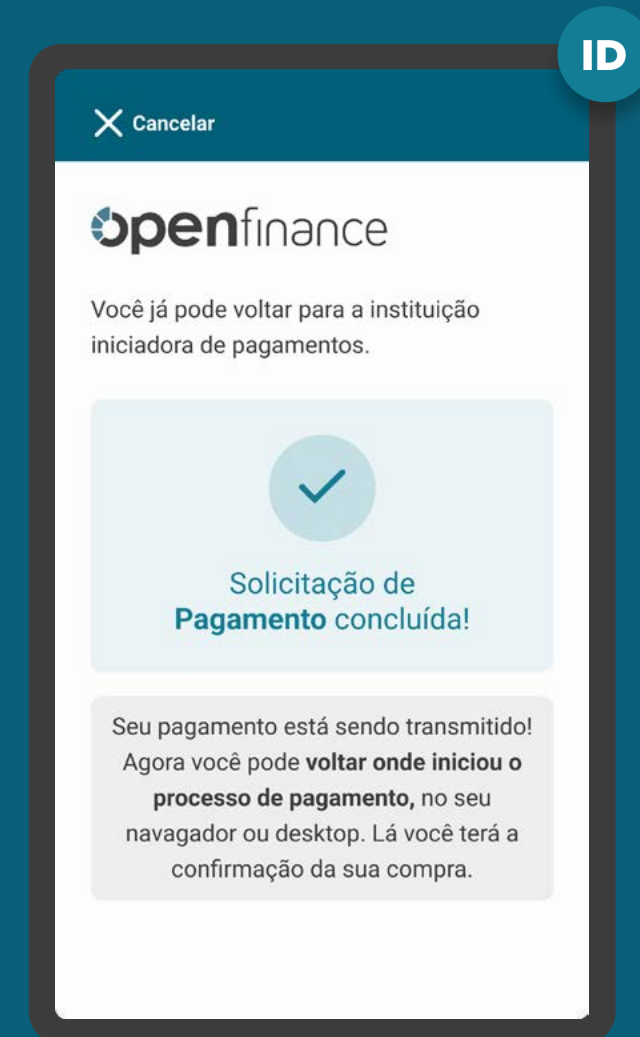 ID
Cancelar
openfinance
Você já pode voltar para a instituição
iniciadora de pagamentos.
Solicitação de
Pagamento concluída!
Seu pagamento está sendo transmitido!
Agora você pode voltar onde iniciou o
processo de pagamento, no seu
navagador ou desktop. Lá você terá a
confirmação da sua compra.